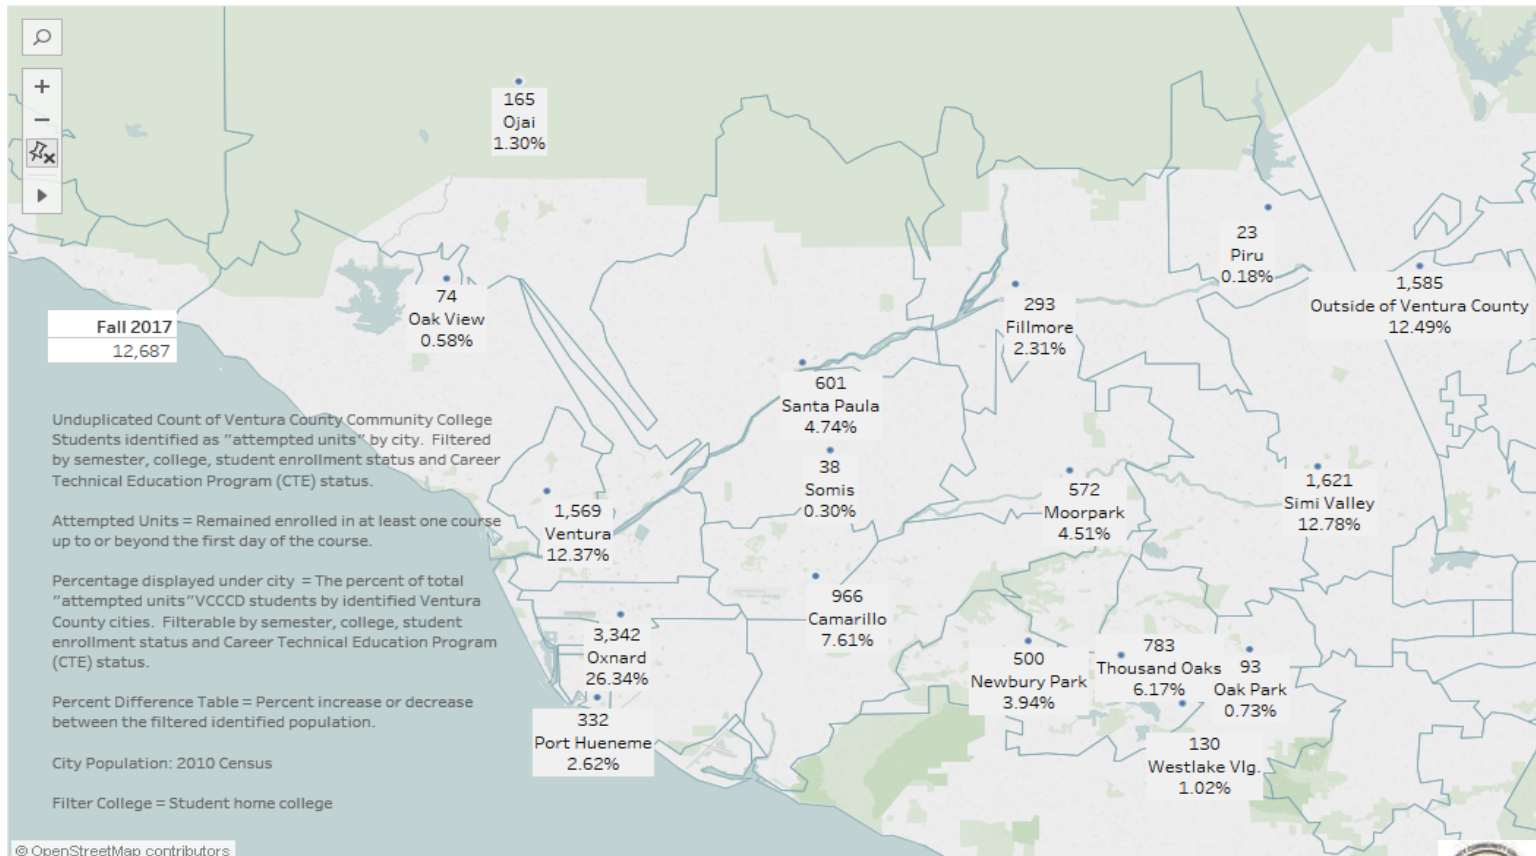 165
Ojai
1.30%
23
Piru
0.18%
1,585
Outside of Ventura County
12.49%
74
Oak View
0.58%
293
Fillmore
2.31%
Fall 2017
12,687
601
Santa Paula
4.74%
Unduplicated Count of Ventura County Community College
Students identified as "attempted units" by city.  Filtered
by semester, college, student enrollment status and Career
Technical Education Program (CTE) status.
38
Somis
0.30%
572
Moorpark
4.51%
1,621
Simi Valley
12.78%
1,569
Ventura
12.37%
Attempted Units = Remained enrolled in at least one course
up to or beyond the first day of the course.
Percentage displayed under city  = The percent of total
"attempted units"VCCCD students by identified Ventura
County cities.  Filterable by semester, college, student
enrollment status and Career Technical Education Program
(CTE) status.
966
Camarillo
7.61%
3,342
Oxnard
26.34%
500
Newbury Park
3.94%
783
Thousand Oaks
6.17%
93
Oak Park
0.73%
Percent Difference Table = Percent increase or decrease
between the filtered identified population.
332
Port Hueneme
2.62%
130
Westlake Vlg.
1.02%
City Population: 2010 Census
Filter College = Student home college
© OpenStreetMap contributors